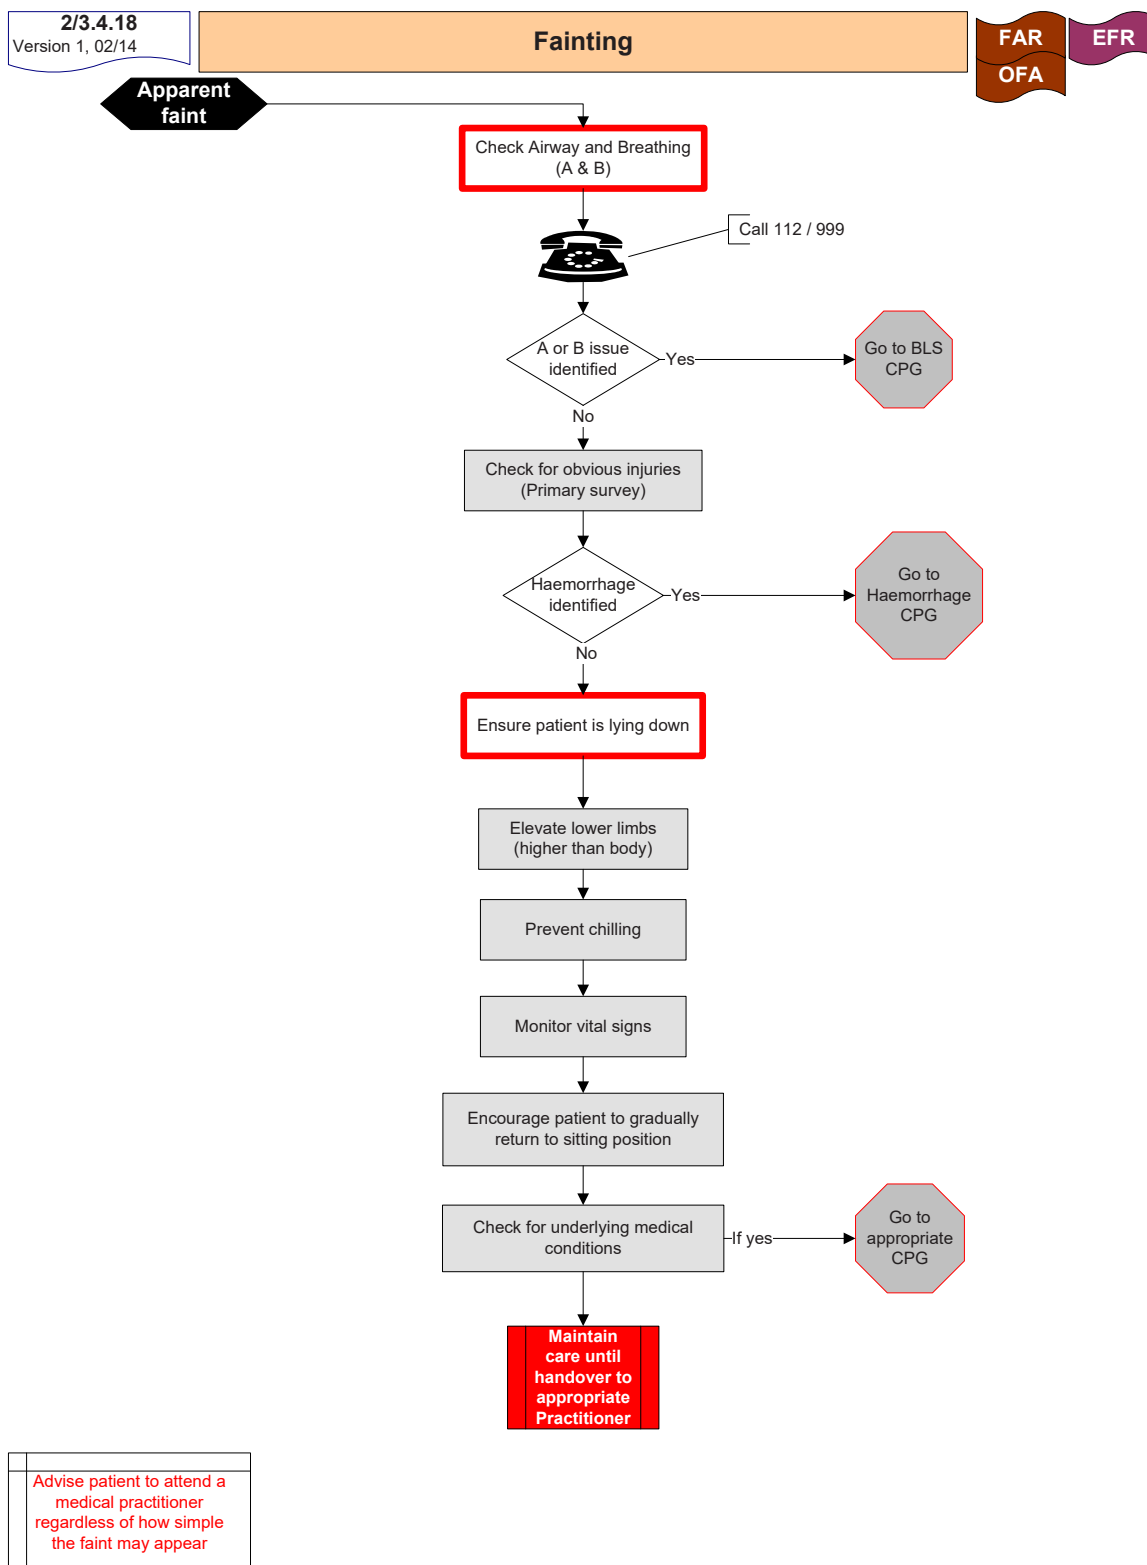 2/3.4.18
Version 1, 02/14
Fainting
FAR
EFR
OFA
Apparent
faint
Check Airway and Breathing
(A & B)
Call 112 / 999
A or B issue
identified
Yes
Go to BLS
CPG
No
Check for obvious injuries
(Primary survey)
Haemorrhage
identified
Yes
Go to
Haemorrhage
CPG
No
Ensure patient is lying down
Elevate lower limbs
(higher than body)
Prevent chilling
Monitor vital signs
Encourage patient to gradually
return to sitting position
Check for underlying medical
conditions
If yes
Go to
appropriate
CPG
Maintain
care until
handover to
appropriate
Practitioner
Advise patient to attend a
medical practitioner
regardless of how simple
the faint may appear